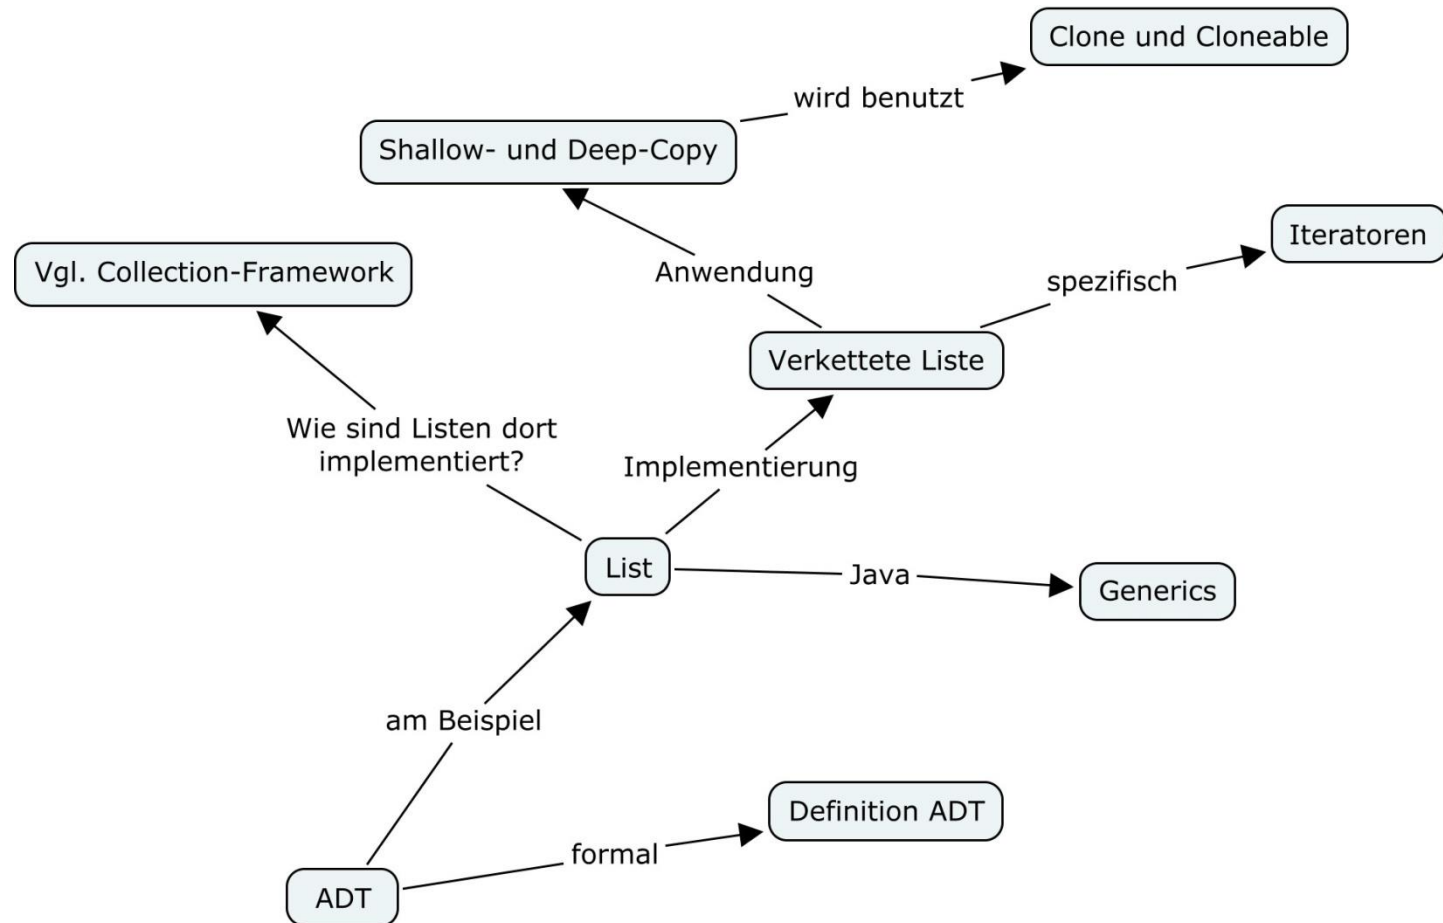 Clone und Cloneable
wird benutzt
Shallow- und Deep-Copy
Iteratoren
Vgl. Collection-Framework
Anwendung
spezifisch
Verkettete Liste
Wie sind Listen dort
implementiert?
Implementierung
List
Java
Generics
am Beispiel
Definition ADT
formal
ADT